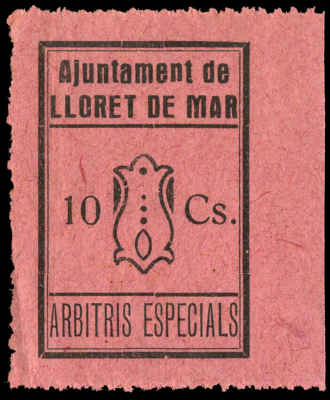 Ajuntament de
LLORET DE MAR
10 Cs.
ARBITRIS ESPECIALS